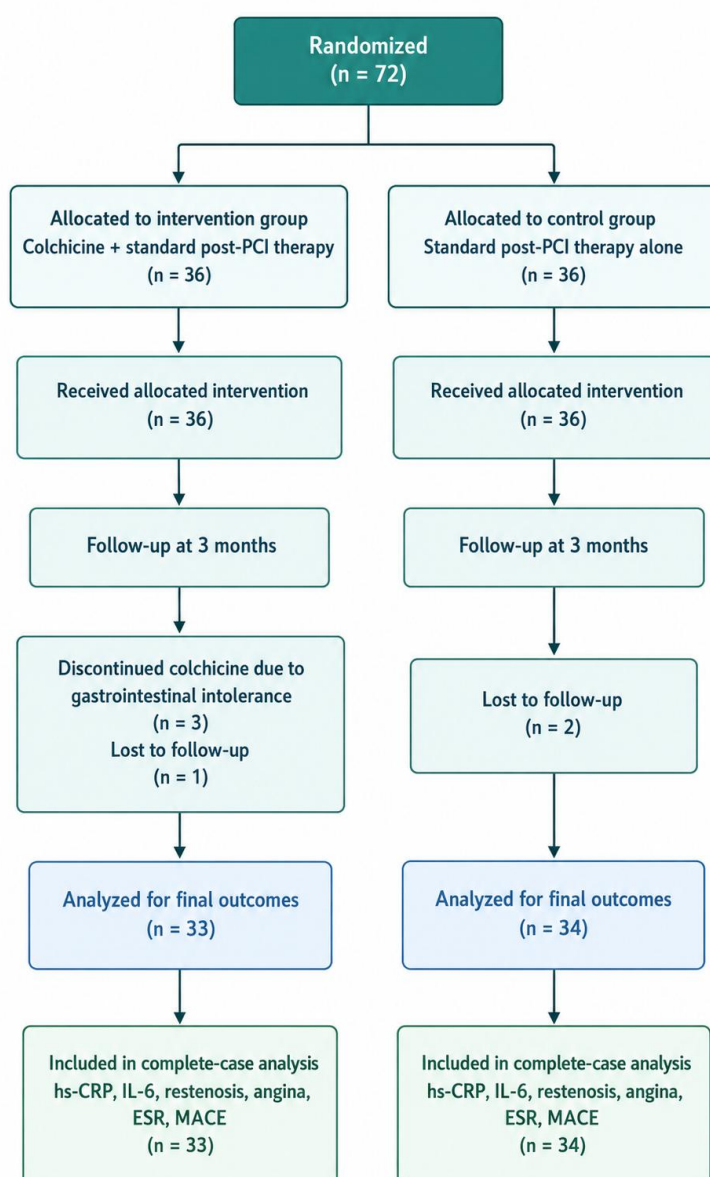 Randomized
(n = 72)
Allocated to intervention group
Colchicine + standard post-PCI therapy
(n = 36)
Allocated to control group
Standard post-PCI therapy alone
(n = 36)
Received allocated intervention
(n = 36)
Received allocated intervention
(n = 36)
Follow-up at 3 months
Follow-up at 3 months
Discontinued colchicine due to
gastrointestinal intolerance
(n = 3)
Lost to follow-up
(n = 1)
Lost to follow-up
(n = 2)
Analyzed for final outcomes
(n = 33)
Analyzed for final outcomes
(n = 34)
Included in complete-case analysis
hs-CRP, IL-6, restenosis, angina,
ESR, MACE
(n = 33)
Included in complete-case analysis
hs-CRP, IL-6, restenosis, angina,
ESR, MACE
(n = 34)